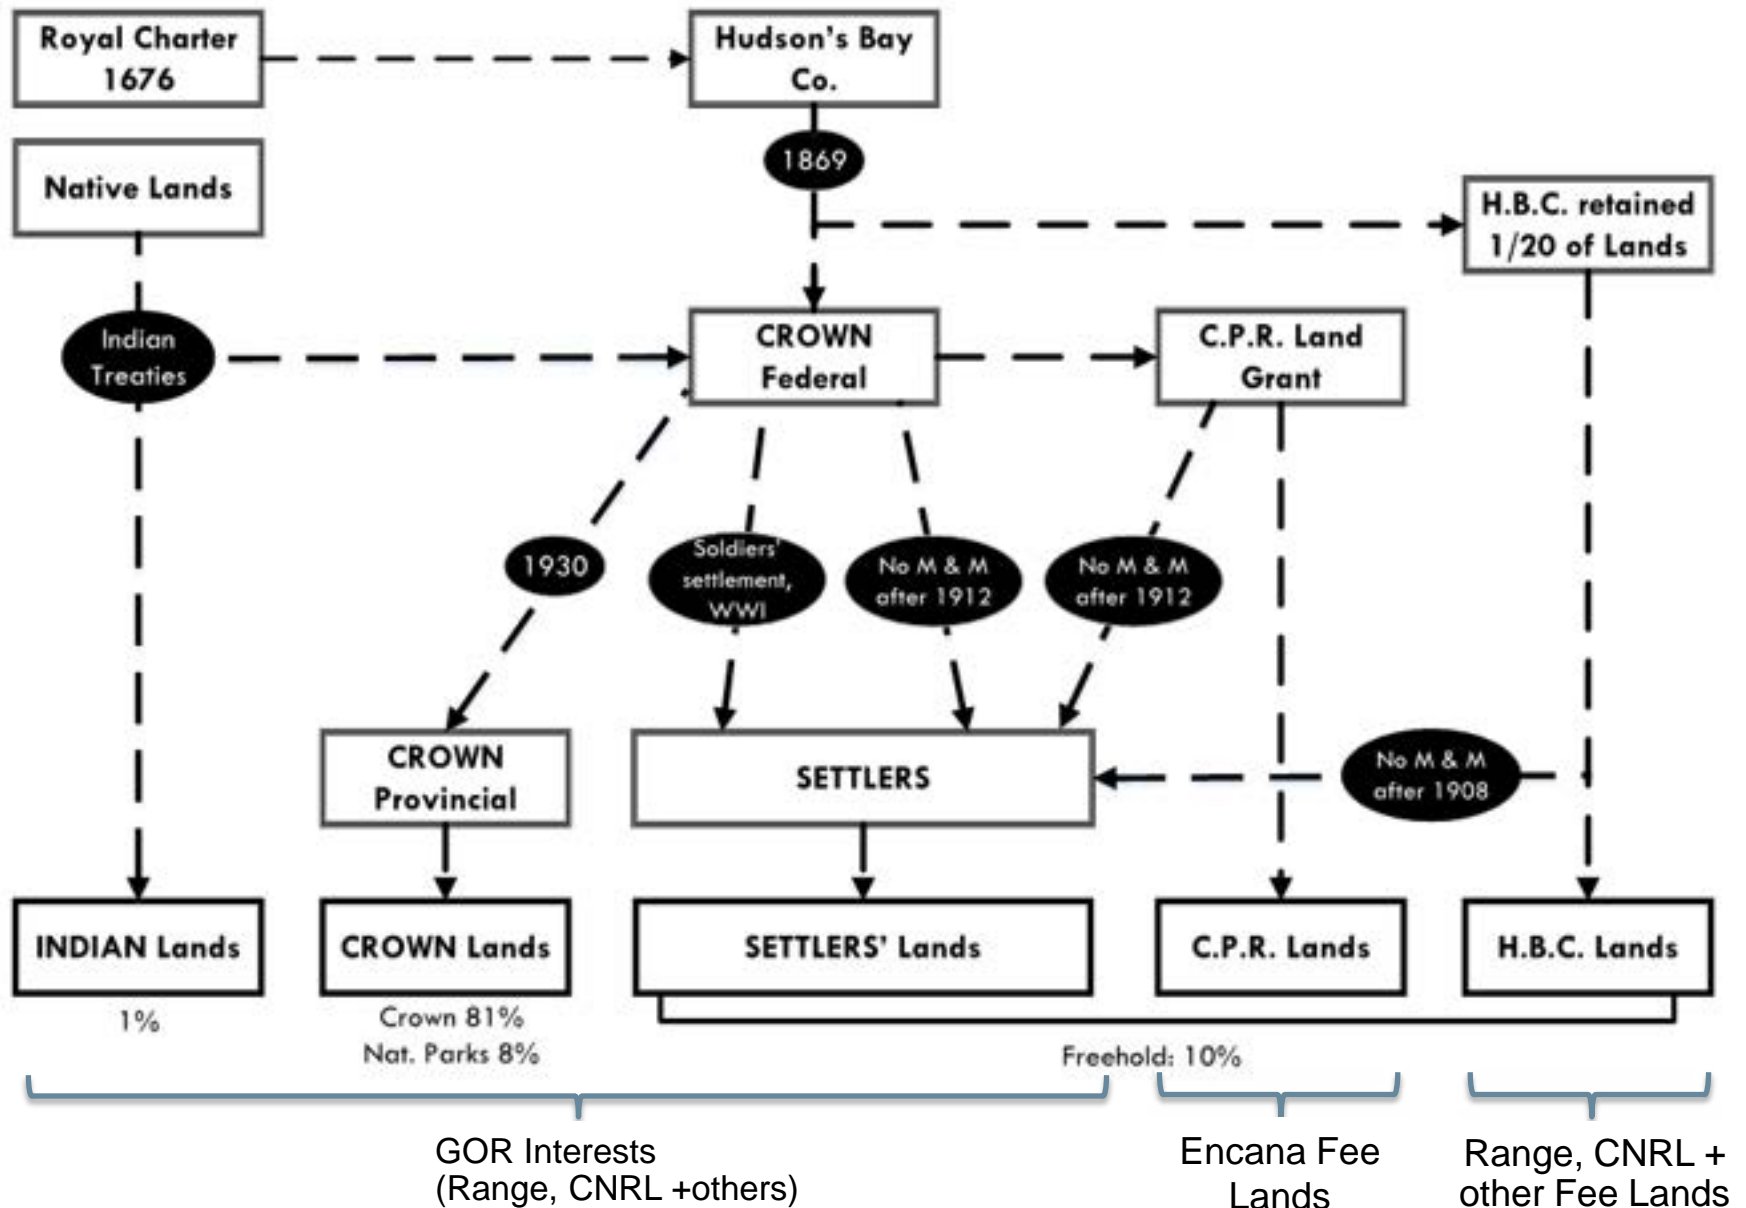 Royal Charter
1676
Hudson's Bay
Co.
1869
Native Lands
H.B.C. retained
1/20 of Lands
Indian
Treaties
CROWN
Federal
C.P.R. Land
Grant
1930
Soldiers'
settlement,
WWI
No M & M
after 1912
No M & M
after 1912
CROWN
Provincial
SETTLERS
No M & M
after 1908
INDIAN Lands
CROWN Lands
SETTLERS' Lands
C.P.R. Lands
H.B.C. Lands
1%
Crown 81%
Nat. Parks 8%
Freehold: 10%
GOR Interests
(Range, CNRL +others)
Encana Fee
Lands
Range, CNRL +
other Fee Lands